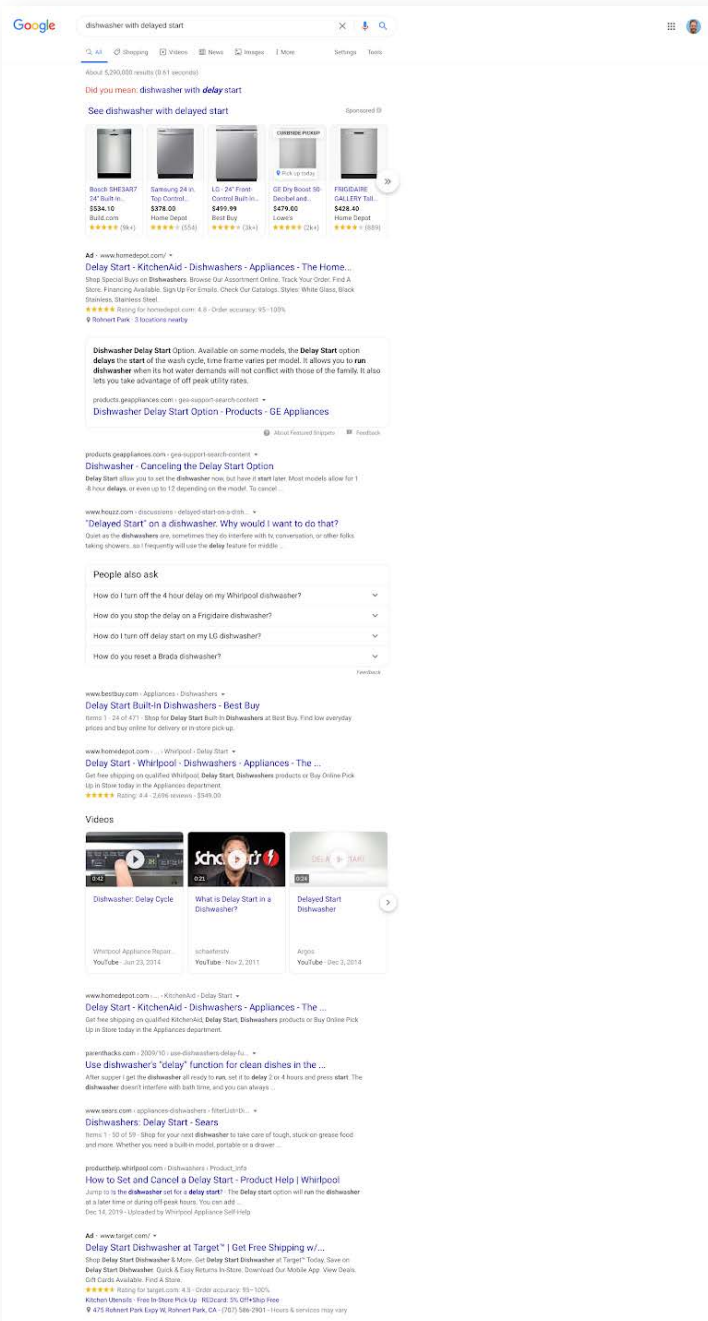 Google
dishwasher with delayed start
All Shopping Videos News Images More Settings Tools
About 5,290,000 results (0.61 seconds)
Did you mean: dishwasher with delay start
See dishwasher with delayed start
Sponsored
CURBSIDE PICKUP
Pick up today
Bosch SHE3AR7 24" Built-In...
$534.10
Build.com
(9k+)
Samsung 24 in. Top Control...
$378.00
Home Depot
(554)
LG - 24" Front-Control Built-In...
$499.99
Best Buy
(3k+)
GE Dry Boost 50-Decibel and...
$479.00
Lowe's
(2k+)
FRIGIDAIRE GALLERY Tall...
$428.40
Home Depot
(889)
Ad · www.homedepot.com/
Delay Start - KitchenAid - Dishwashers - Appliances - The Home...
Shop Special Buys on Dishwashers. Browse Our Assortment Online. Track Your Order. Find A
Store. Financing Available. Sign Up For Emails. Check Our Catalogs. Styles: White Glass, Black
Stainless, Stainless Steel.
Rating for homedepot.com: 4.8 - Order accuracy: 95–100%
Rohnert Park · 3 locations nearby
Dishwasher Delay Start Option. Available on some models, the Delay Start option
delays the start of the wash cycle, time frame varies per model. It allows you to run
dishwasher when its hot water demands will not conflict with those of the family. It also
lets you take advantage of off peak utility rates.
products.geappliances.com › gea-support-search-content
Dishwasher Delay Start Option - Products - GE Appliances
About Featured Snippets Feedback
products.geappliances.com › gea-support-search-content
Dishwasher - Canceling the Delay Start Option
Delay Start allow you to set the dishwasher now, but have it start later. Most models allow for 1
-8 hour delays, or even up to 12 depending on the model. To cancel ...
www.houzz.com › discussions › delayed-start-on-a-dish...
"Delayed Start" on a dishwasher. Why would I want to do that?
Quiet as the dishwashers are, sometimes they do interfere with tv, conversation, or other folks
taking showers, so I frequently will use the delay feature for middle ...
People also ask
How do I turn off the 4 hour delay on my Whirlpool dishwasher?
How do you stop the delay on a Frigidaire dishwasher?
How do I turn off delay start on my LG dishwasher?
How do you reset a Brada dishwasher?
Feedback
www.bestbuy.com › Appliances › Dishwashers
Delay Start Built-In Dishwashers - Best Buy
Items 1 - 24 of 471 - Shop for Delay Start Built-In Dishwashers at Best Buy. Find low everyday
prices and buy online for delivery or in-store pick-up.
www.homedepot.com › ... › Whirlpool › Delay Start
Delay Start - Whirlpool - Dishwashers - Appliances - The ...
Get free shipping on qualified Whirlpool, Delay Start, Dishwashers products or Buy Online Pick
Up in Store today in the Appliances department.
Rating: 4.4 · 2,696 reviews · $549.00
Videos
0:42
0:21
DELAY START
0:24
Dishwasher: Delay Cycle
Whirlpool Appliance Repair...
YouTube · Jun 23, 2014
What is Delay Start in a Dishwasher?
schaeferstv
YouTube · Nov 2, 2011
Delayed Start Dishwasher
Argos
YouTube · Dec 3, 2014
www.homedepot.com › ... › KitchenAid › Delay Start
Delay Start - KitchenAid - Dishwashers - Appliances - The ...
Get free shipping on qualified KitchenAid, Delay Start, Dishwashers products or Buy Online Pick
Up in Store today in the Appliances department.
parenthacks.com › 2009/10 › use-dishwashers-delay-fu...
Use dishwasher's "delay" function for clean dishes in the ...
After supper I get the dishwasher all ready to run, set it to delay 2 or 4 hours and press start. The
dishwasher doesn't interfere with bath time, and you can always ...
www.sears.com › appliances-dishwashers › filterList=Di...
Dishwashers: Delay Start - Sears
Items 1 - 50 of 59 - Shop for your next dishwasher to take care of tough, stuck-on grease food
and more. Whether you need a built-in model, portable or a drawer ...
producthelp.whirlpool.com › Dishwashers › Product_Info
How to Set and Cancel a Delay Start - Product Help | Whirlpool
Jump to Is the dishwasher set for a delay start? - The Delay start option will run the dishwasher
at a later time or during off-peak hours. You can add ...
Dec 14, 2019 - Uploaded by Whirlpool Appliance Self-Help
Ad · www.target.com/
Delay Start Dishwasher at Target™ | Get Free Shipping w/...
Shop Delay Start Dishwasher & More. Get Delay Start Dishwasher at Target™ Today. Save on
Delay Start Dishwasher. Quick & Easy Returns In-Store. Download Our Mobile App. View Deals.
Gift Cards Available. Find A Store.
Rating for target.com: 4.5 - Order accuracy: 95–100%
Kitchen Utensils · Free In-Store Pick Up · REDcard: 5% Off+Ship Free
475 Rohnert Park Expy W, Rohnert Park, CA - (707) 586-2901 - Hours & services may vary